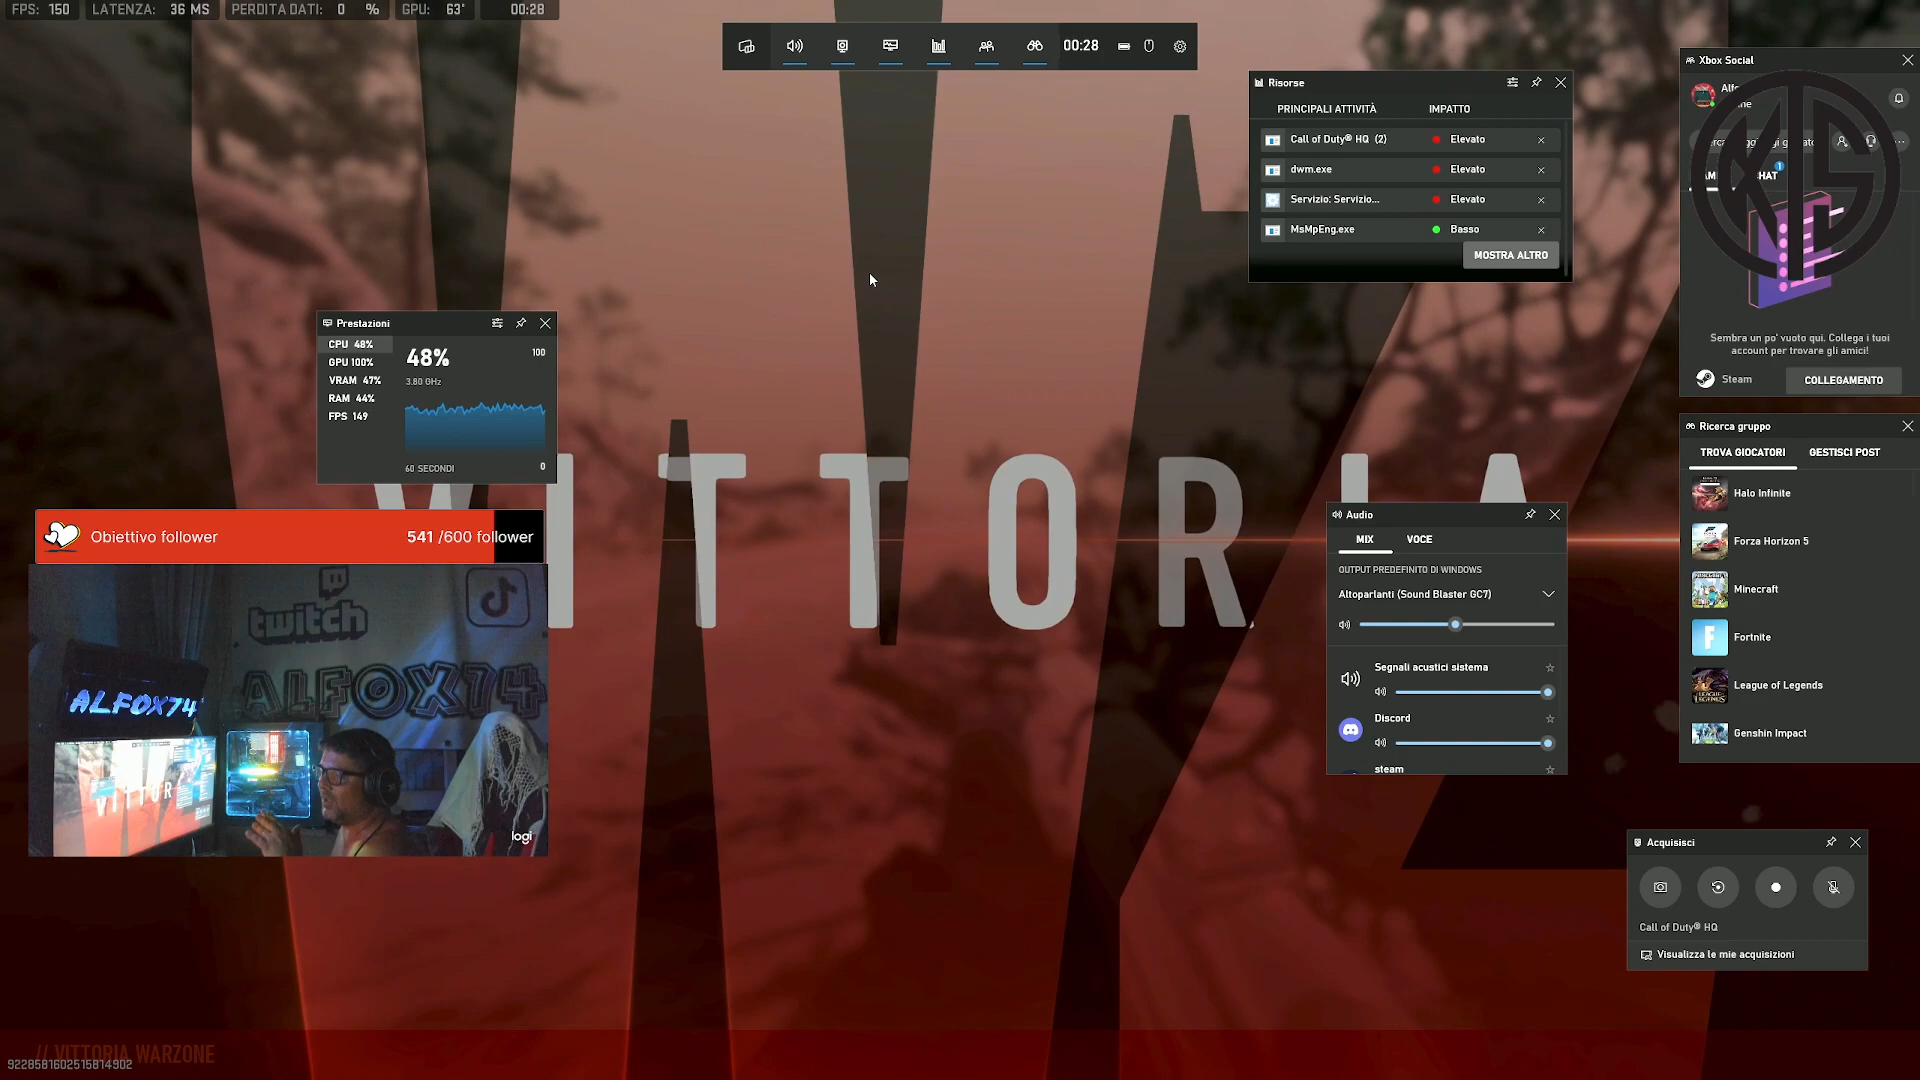 FPS: 150 LATENZA: 36 MS PERDITA DATI: 0 % GPU: 63° 00:28
00:28
Risorse
PRINCIPALI ATTIVITÀ IMPATTO
Call of Duty® HQ (2) Elevato
dwm.exe Elevato
Servizio: Servizio... Elevato
MsMpEng.exe Basso
MOSTRA ALTRO
Xbox Social
1
Sembra un po' vuoto qui. Collega i tuoi
account per trovare gli amici!
Steam COLLEGAMENTO
Prestazioni
CPU 48%
GPU 100%
VRAM 47%
RAM 44%
FPS 149
48% 100
3.80 GHz
60 SECONDI 0
Ricerca gruppo
TROVA GIOCATORI GESTISCI POST
Halo Infinite
Forza Horizon 5
Minecraft
Fortnite
League of Legends
Genshin Impact
VITTORIA
Obiettivo follower 541 /600 follower
Audio
MIX VOCE
OUTPUT PREDEFINITO DI WINDOWS
Altoparlanti (Sound Blaster GC7)
Segnali acustici sistema
Discord
steam
twitch
ALFOX74
ALFOX74
VITTOR
logi
Acquisisci
Call of Duty® HQ
Visualizza le mie acquisizioni
// VITTORIA WARZONE
9228581602515814902